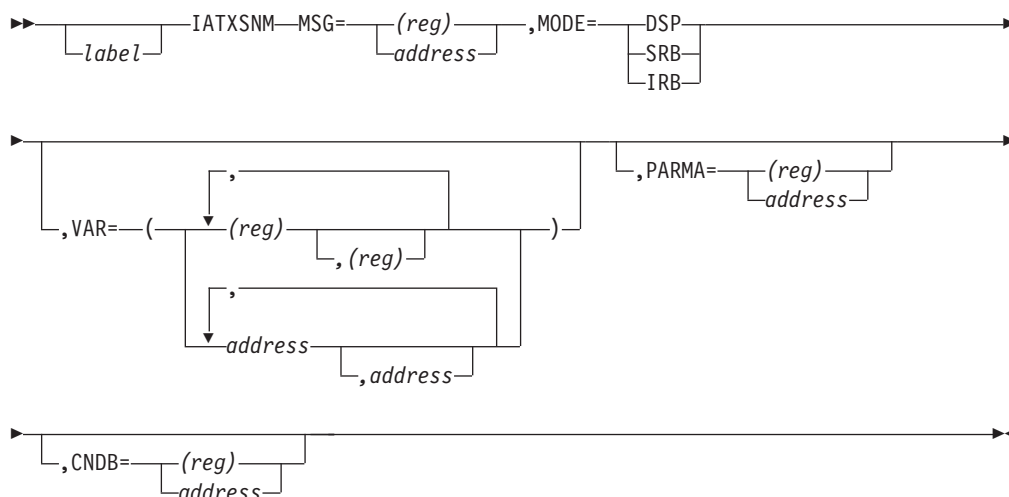 IATXSNM MSG= (reg) ,MODE= DSP
label address SRB
IRB
, ,PARMA= (reg)
address
,VAR= ( (reg) )
,(reg)
,
address
,address
,CNDB= (reg)
address